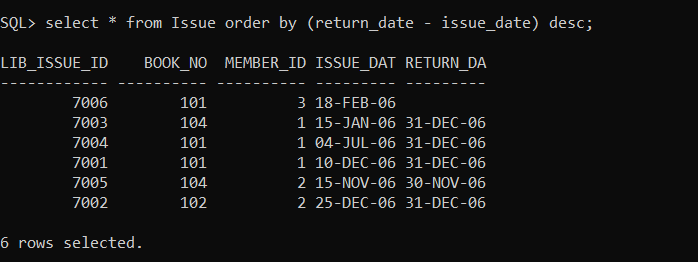 SQL> select * from Issue order by (return_date - issue_date) desc;
LIB_ISSUE_ID    BOOK_NO  MEMBER_ID ISSUE_DAT RETURN_DA
------------ ---------- ---------- --------- ---------
        7006        101          3 18-FEB-06
        7003        104          1 15-JAN-06 31-DEC-06
        7004        101          1 04-JUL-06 31-DEC-06
        7001        101          1 10-DEC-06 31-DEC-06
        7005        104          2 15-NOV-06 30-NOV-06
        7002        102          2 25-DEC-06 31-DEC-06
6 rows selected.